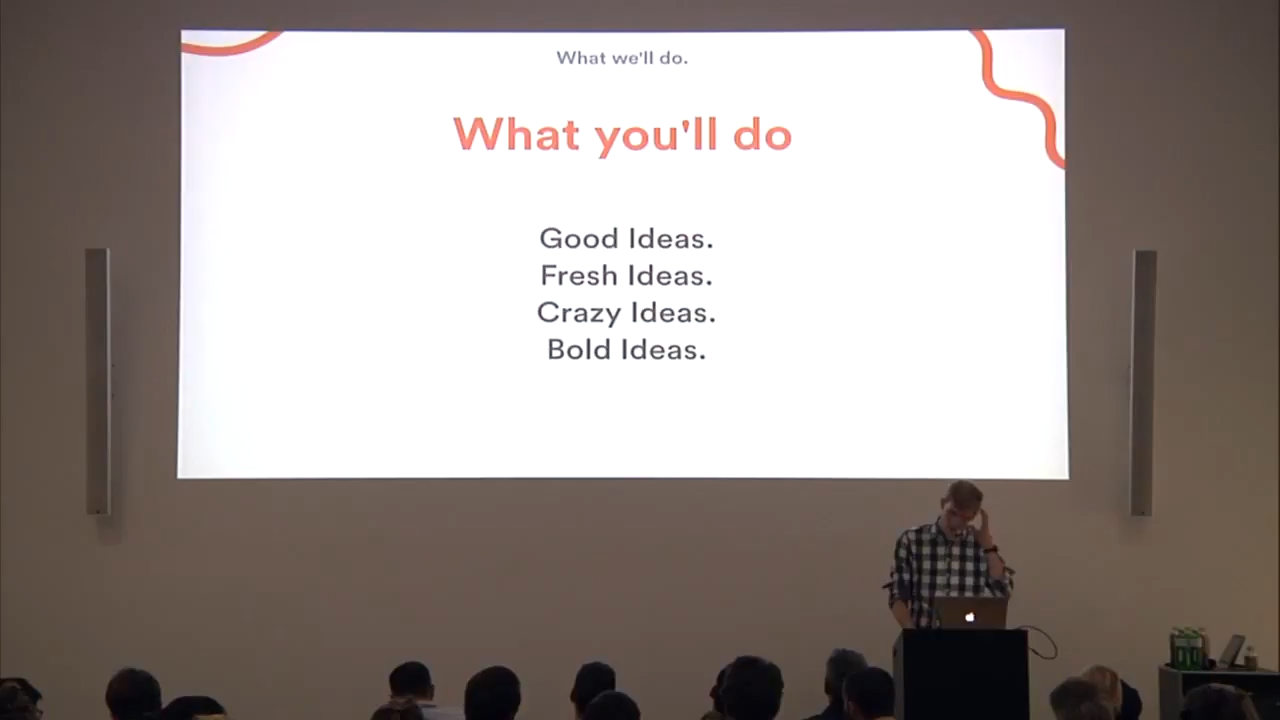 What we'll do.
What you'll do
Good Ideas.
Fresh Ideas.
Crazy Ideas.
Bold Ideas.